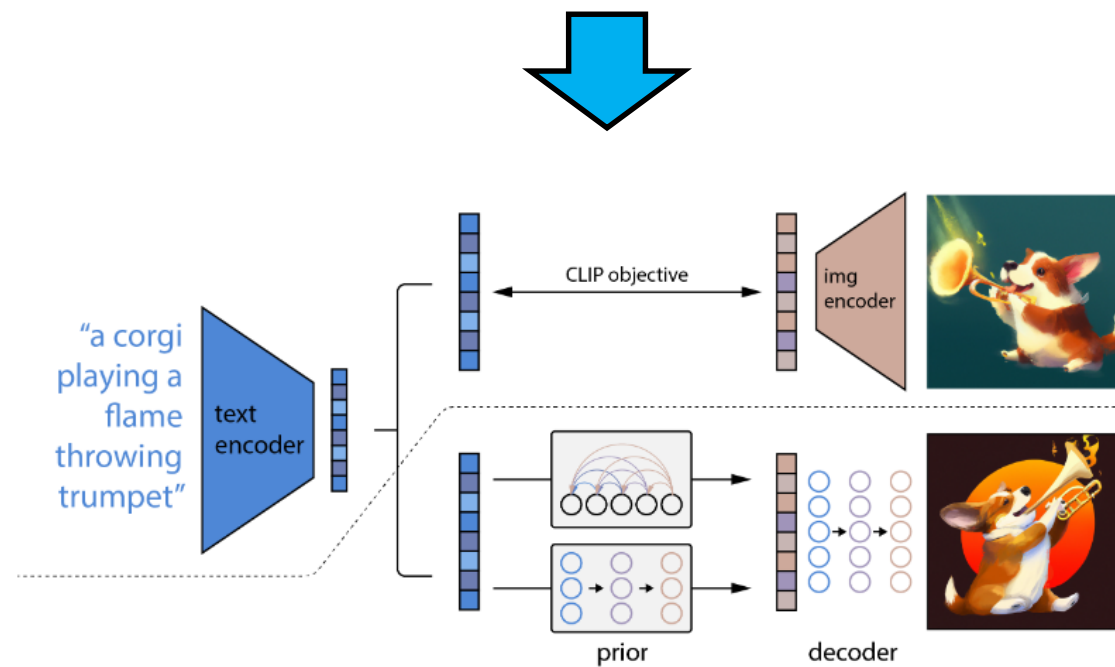 "a corgi
playing a
flame
throwing
trumpet"
text
encoder
CLIP objective
img
encoder
prior
decoder